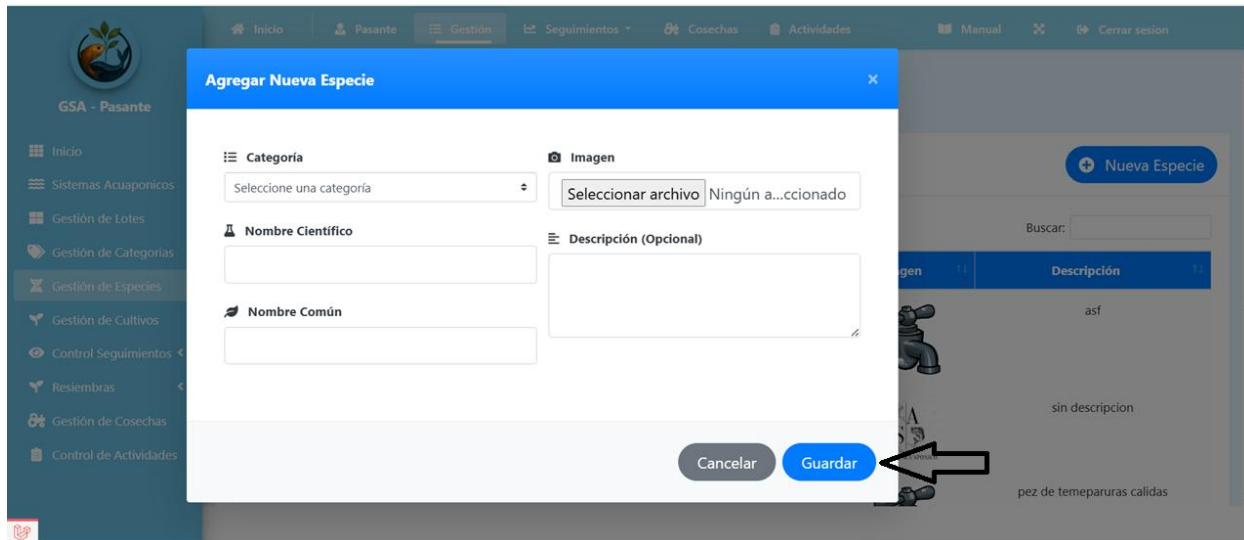 Inicio
Pasante
Gestión
Seguimientos
Cosechas
Actividades
Manual
Cerrar sesion
GSA - Pasante
Inicio
Sistemas Acuaponicos
Gestión de Lotes
Gestión de Categorias
Gestión de Especies
Gestión de Cultivos
Control Seguimientos
Resiembras
Gestión de Cosechas
Control de Actividades
Agregar Nueva Especie
×
Categoría
Seleccione una categoría
Nombre Científico
Nombre Común
Imagen
Seleccionar archivo Ningún a...ccionado
Descripción (Opcional)
Cancelar
Guardar
Nueva Especie
Buscar:
Descripción
asf
sin descripcion
pez de temeparuras calidas